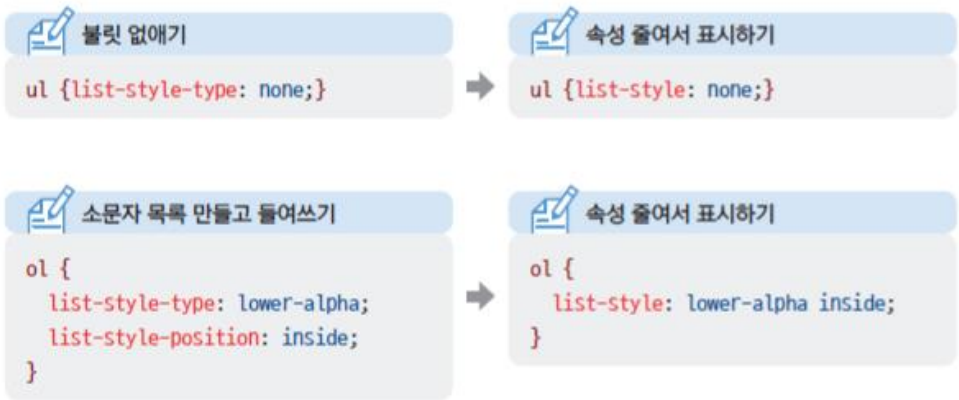 불릿 없애기
ul {list-style-type: none;}
속성 줄여서 표시하기
ul {list-style: none;}
소문자 목록 만들고 들여쓰기
ol {
list-style-type: lower-alpha;
list-style-position: inside;
}
속성 줄여서 표시하기
ol {
list-style: lower-alpha inside;
}